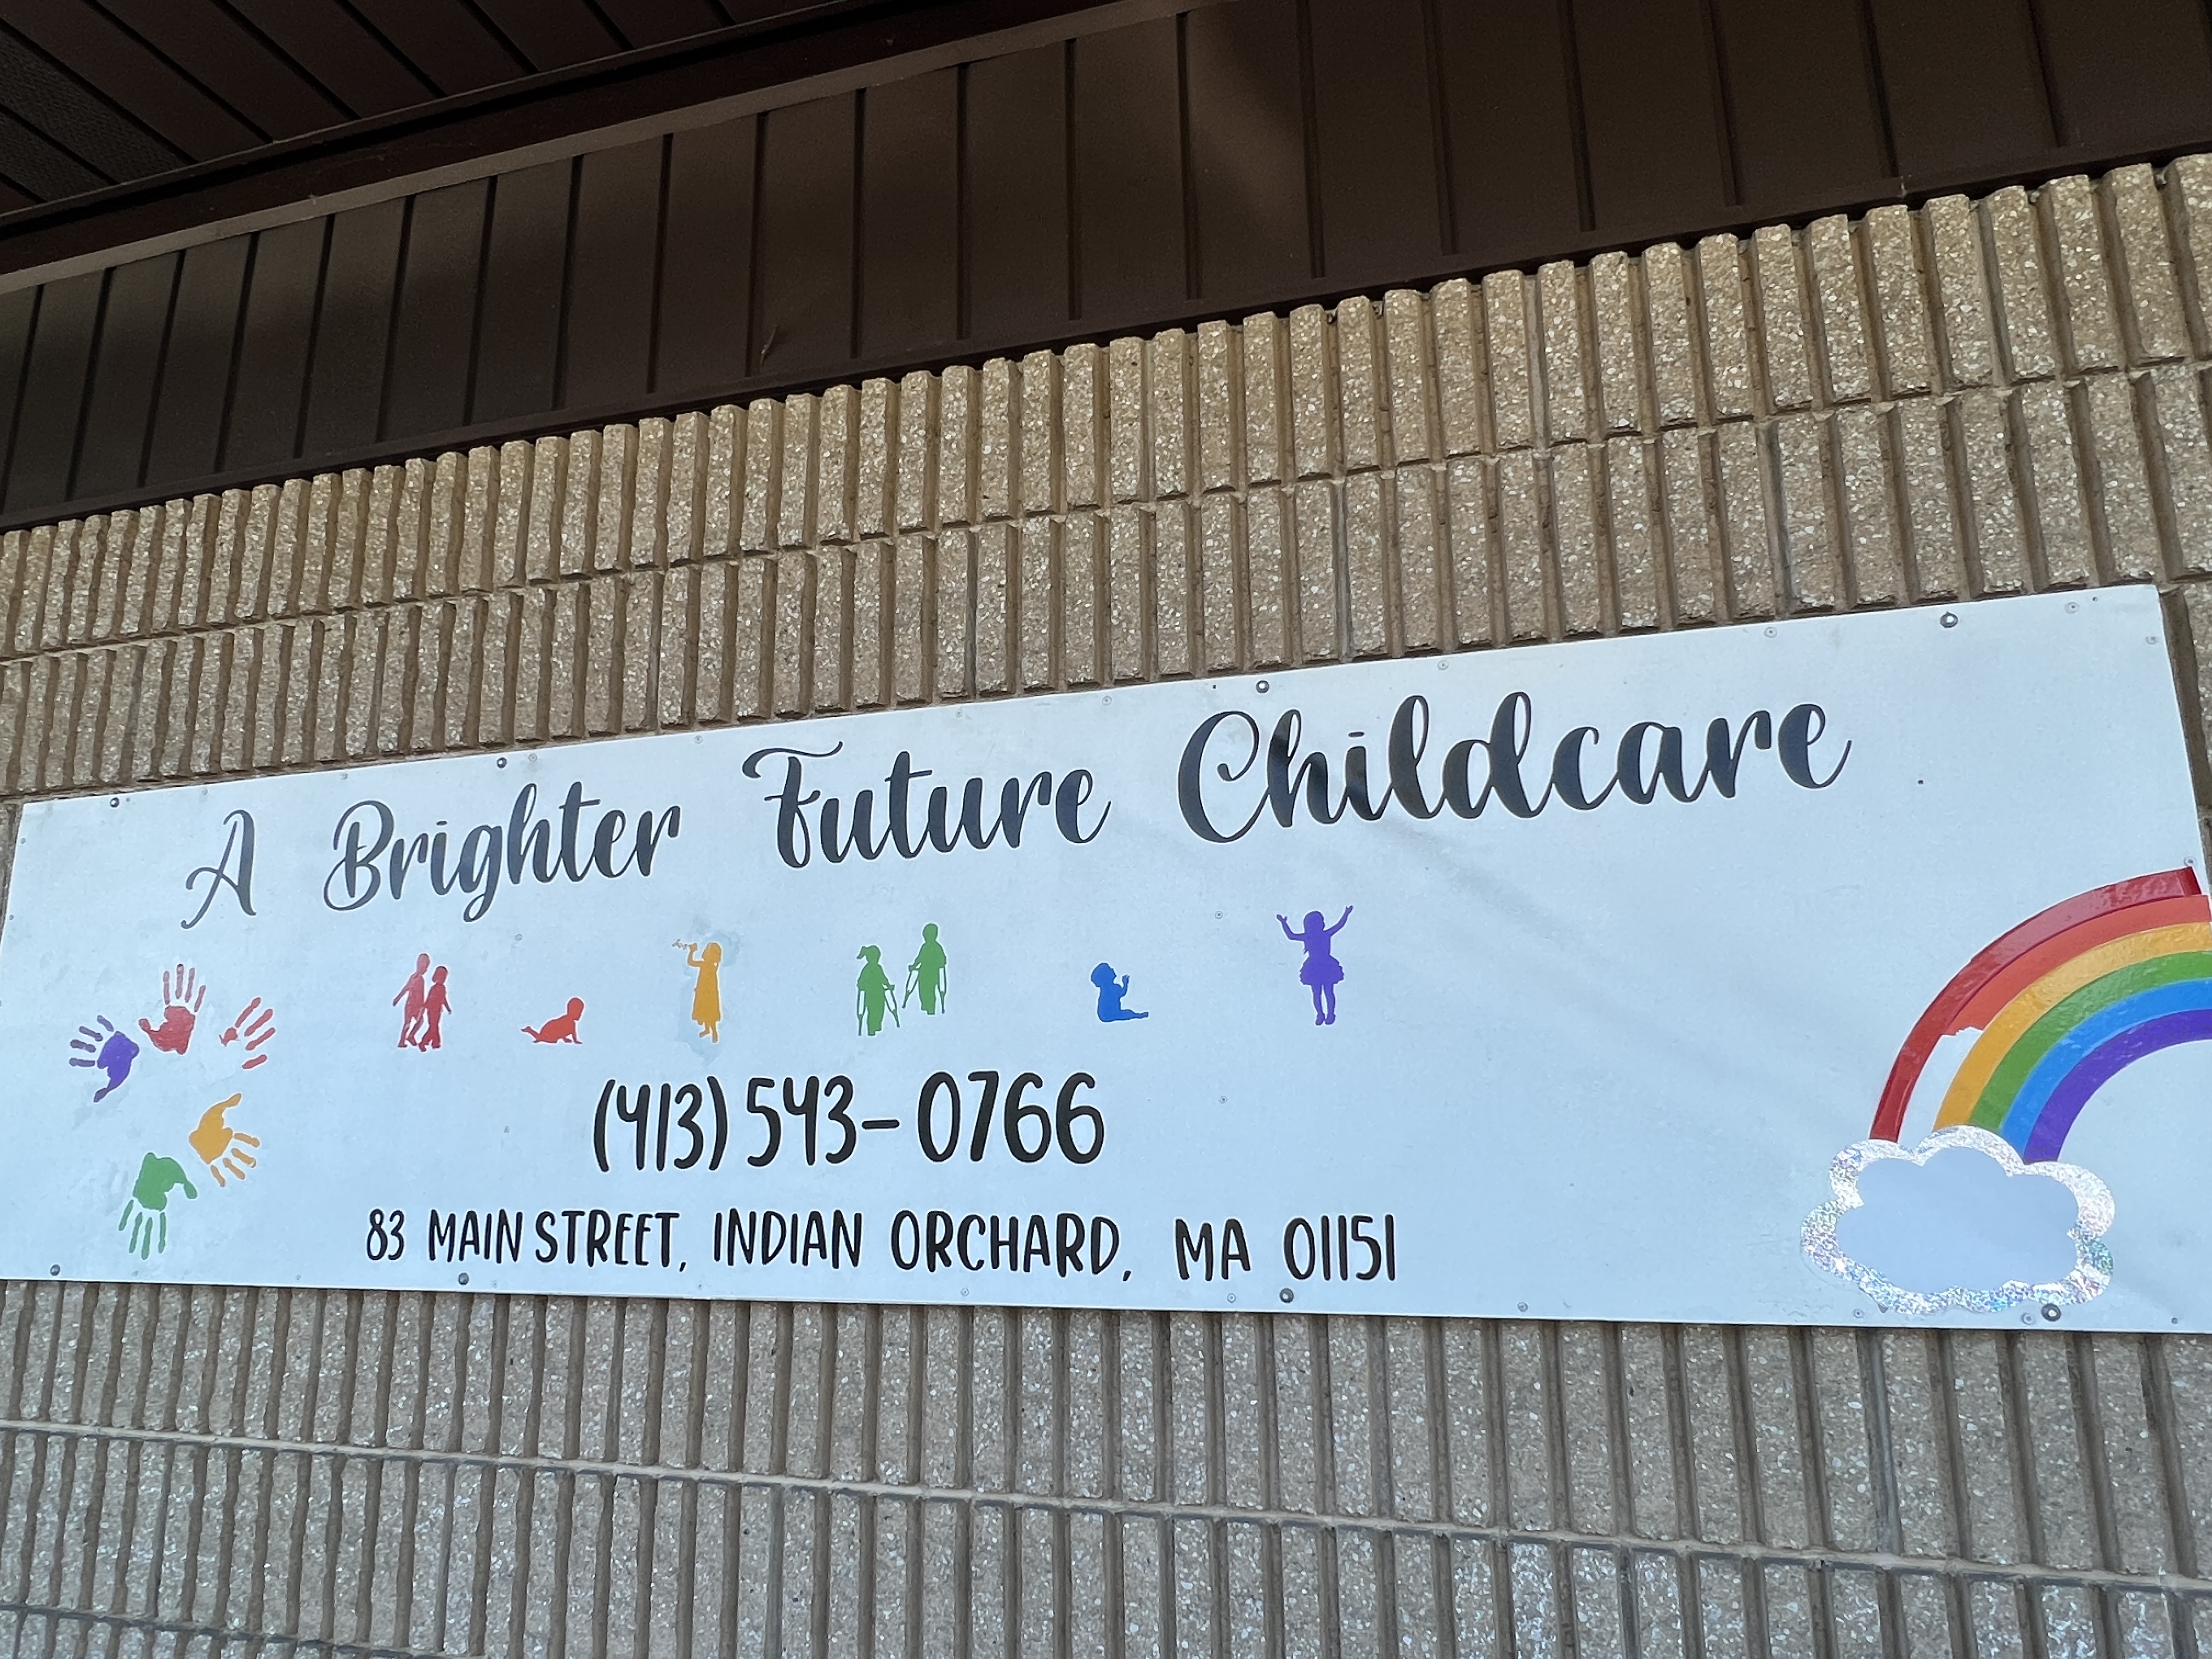 A Brighter Future Childcare
(413) 543-0766
83 MAIN STREET, INDIAN ORCHARD, MA 01151